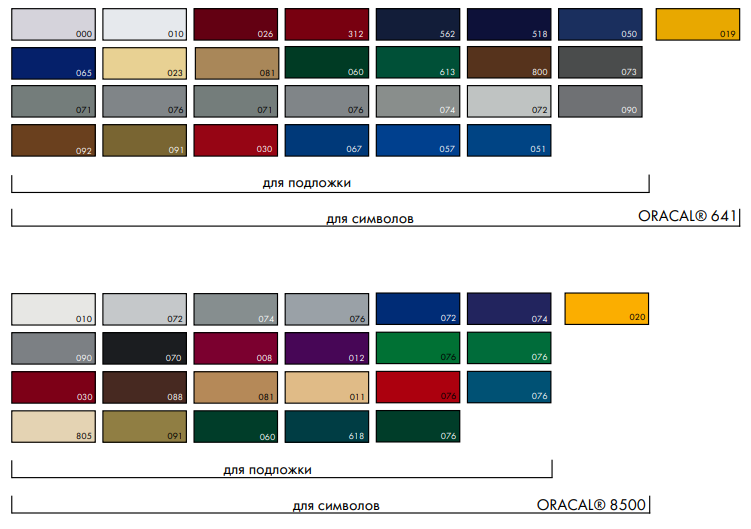 000 010 026 312 562 518 050 019
065 023 081 060 613 800 073
071 076 071 076 074 072 090
092 091 030 067 057 051
для подложки
для символов ORACAL® 641
010 072 074 076 072 074 020
090 070 008 012 076 076
030 088 081 011 076 076
805 091 060 618 076
для подложки
для символов ORACAL® 8500